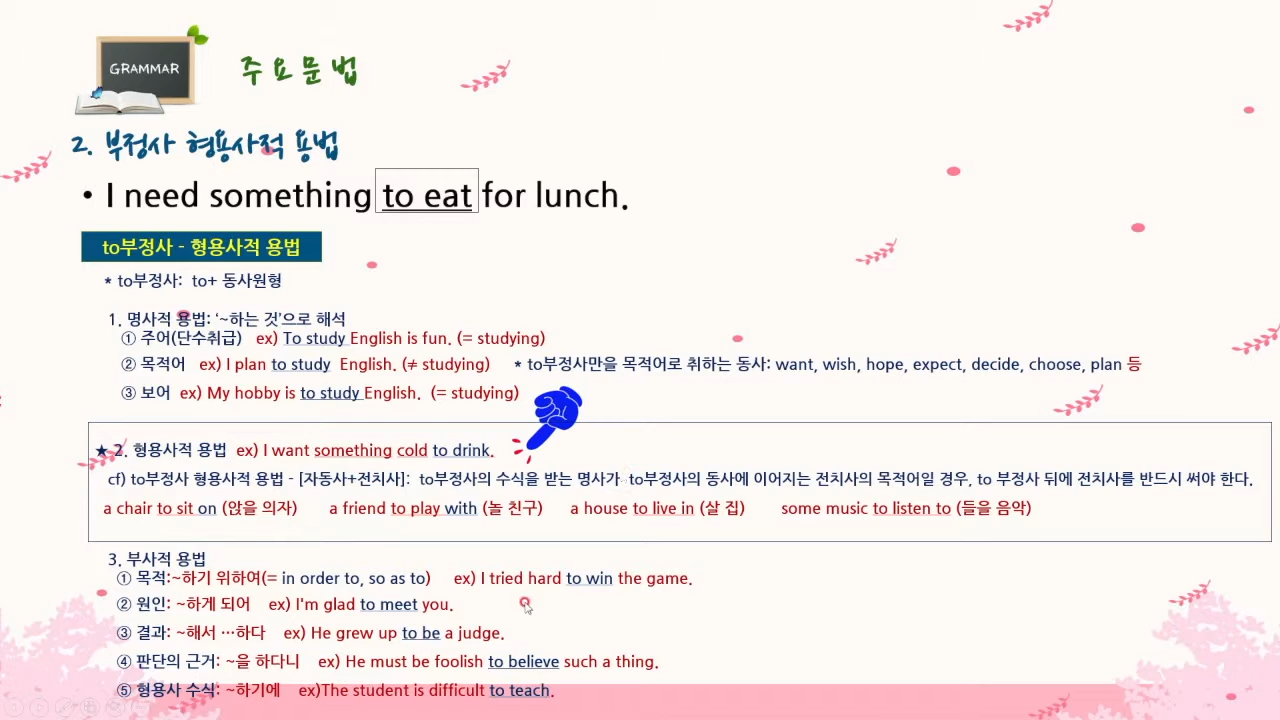 GRAMMAR
주요문법
2. 부정사 형용사적 용법
• I need something to eat for lunch.
to부정사 - 형용사적 용법
* to부정사: to+ 동사원형
1. 명사적 용법: ‘~하는 것’으로 해석
① 주어(단수취급) ex) To study English is fun. (= studying)
② 목적어 ex) I plan to study English. (≠ studying) * to부정사만을 목적어로 취하는 동사: want, wish, hope, expect, decide, choose, plan 등
③ 보어 ex) My hobby is to study English. (= studying)
★ 2. 형용사적 용법 ex) I want something cold to drink.
cf) to부정사 형용사적 용법 - [자동사+전치사]: to부정사의 수식을 받는 명사가 to부정사의 동사에 이어지는 전치사의 목적어일 경우, to 부정사 뒤에 전치사를 반드시 써야 한다.
a chair to sit on (앉을 의자) a friend to play with (놀 친구) a house to live in (살 집) some music to listen to (들을 음악)
3. 부사적 용법
① 목적:~하기 위하여(= in order to, so as to) ex) I tried hard to win the game.
② 원인: ~하게 되어 ex) I'm glad to meet you.
③ 결과: ~해서 …하다 ex) He grew up to be a judge.
④ 판단의 근거: ~을 하다니 ex) He must be foolish to believe such a thing.
⑤ 형용사 수식: ~하기에 ex)The student is difficult to teach.